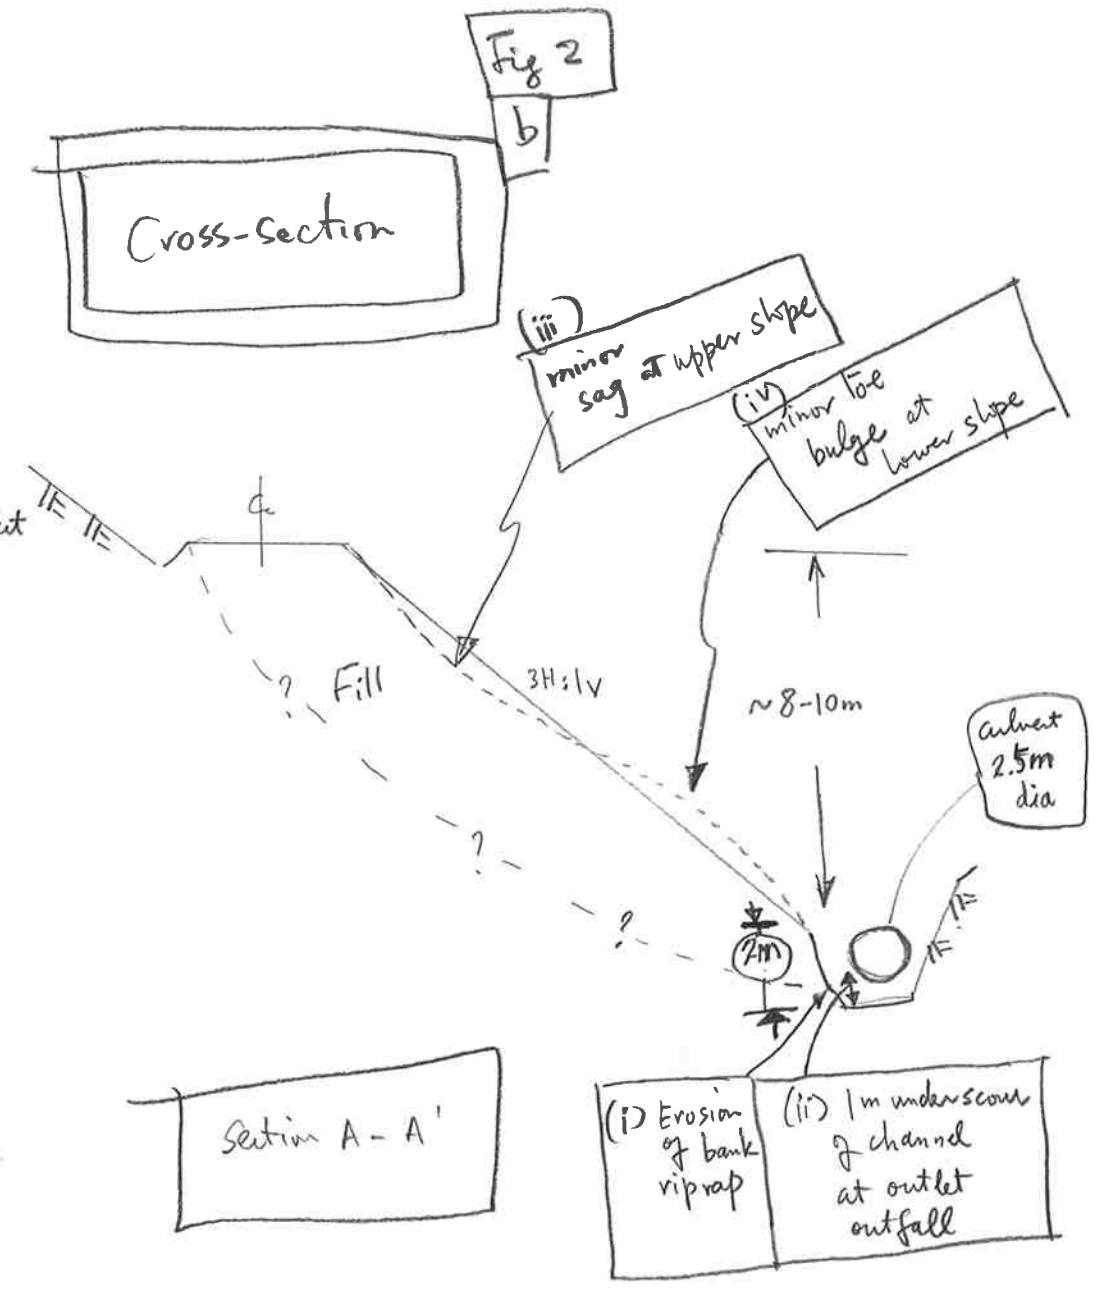 Fig 2
b
Cross-section
(iii)
minor
sag at upper slope
(iv)
minor toe
bulge at
lower slope
℄
Fill
3H:1V
~8-10m
culvert
2.5m
dia
?
?
?
2m
Section A-A'
(i) Erosion
of bank
riprap
(ii) 1m underscour
of channel
at outlet
outfall